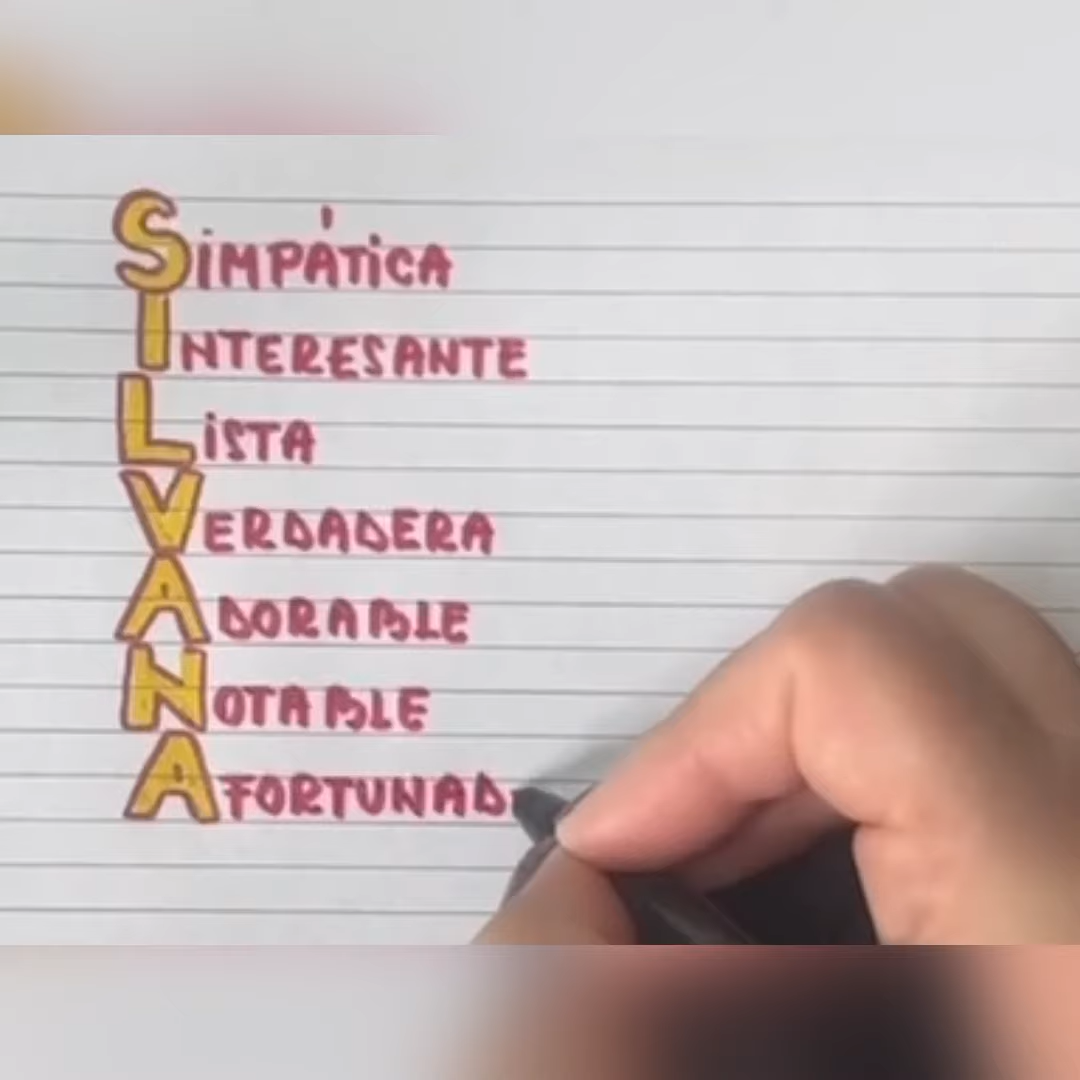 SiMPÁTiCA
INTERESANTE
LiSTA
VERDADERA
ADORABLE
NOTABLE
AFORTUNAD